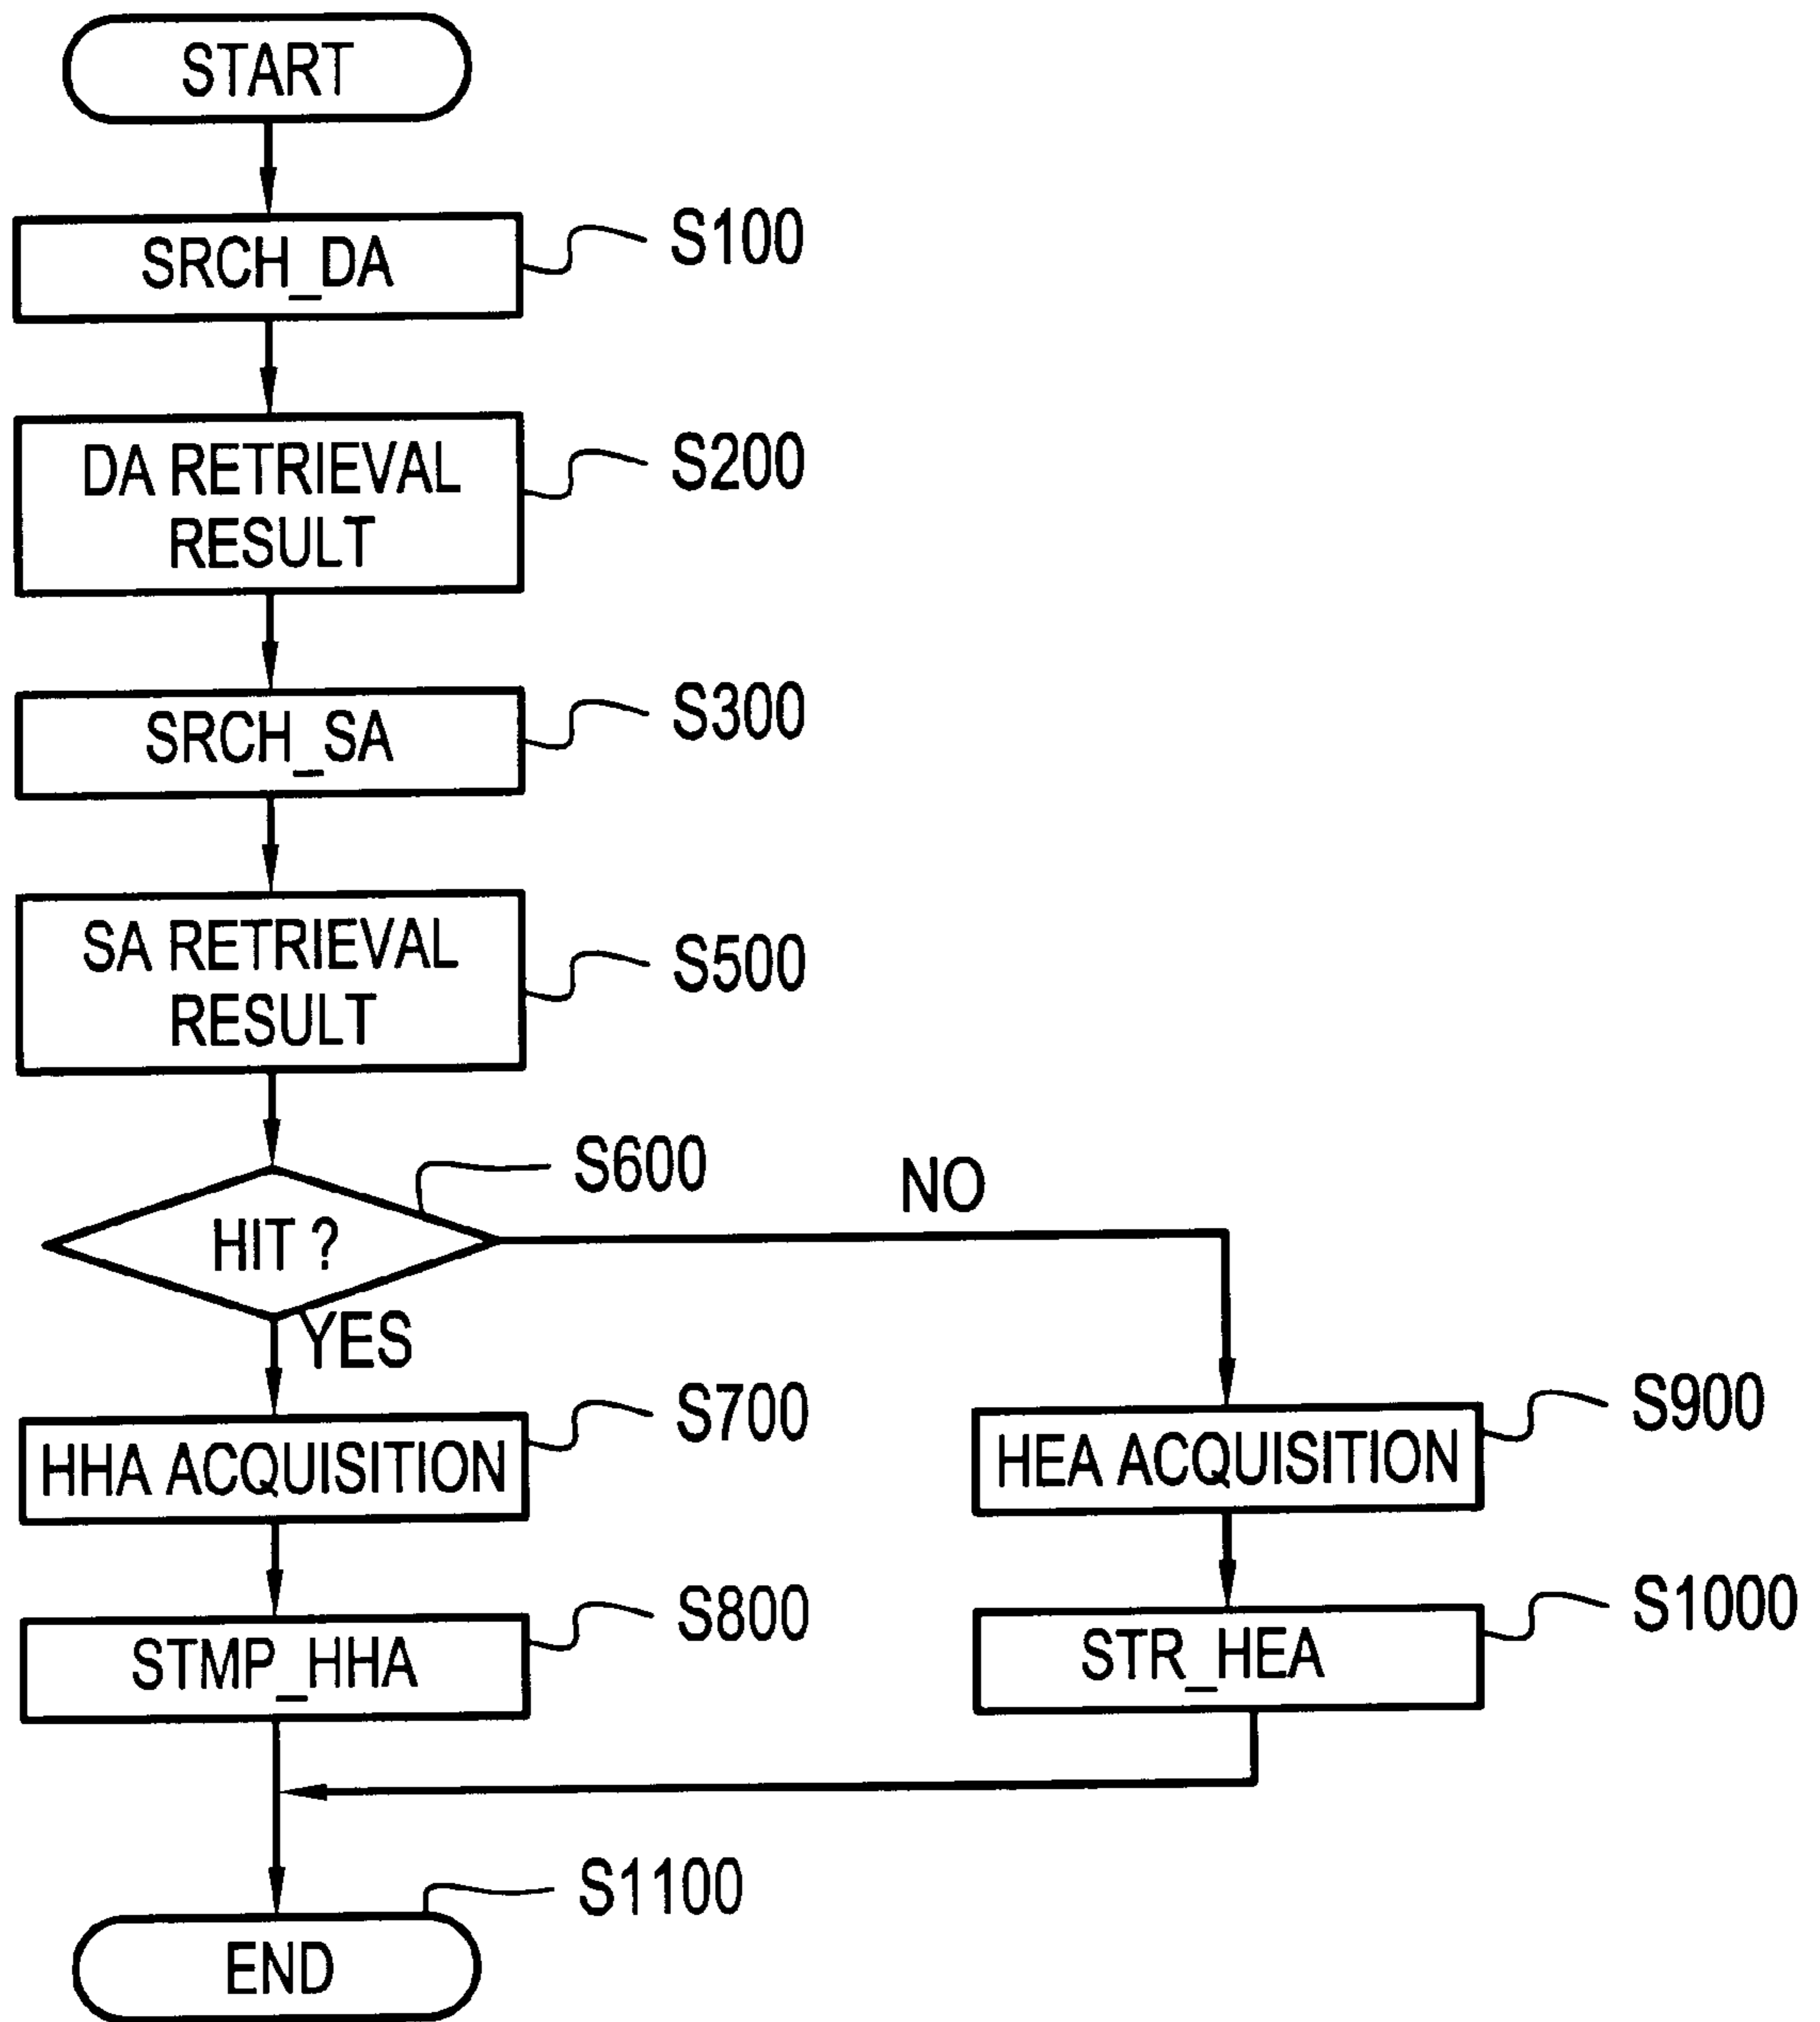 START
SRCH_DA
S100
DA RETRIEVAL
RESULT
S200
SRCH_SA
S300
SA RETRIEVAL
RESULT
S500
HIT ?
S600
NO
YES
HHA ACQUISITION
S700
HEA ACQUISITION
S900
STMP_HHA
S800
STR_HEA
S1000
END
S1100